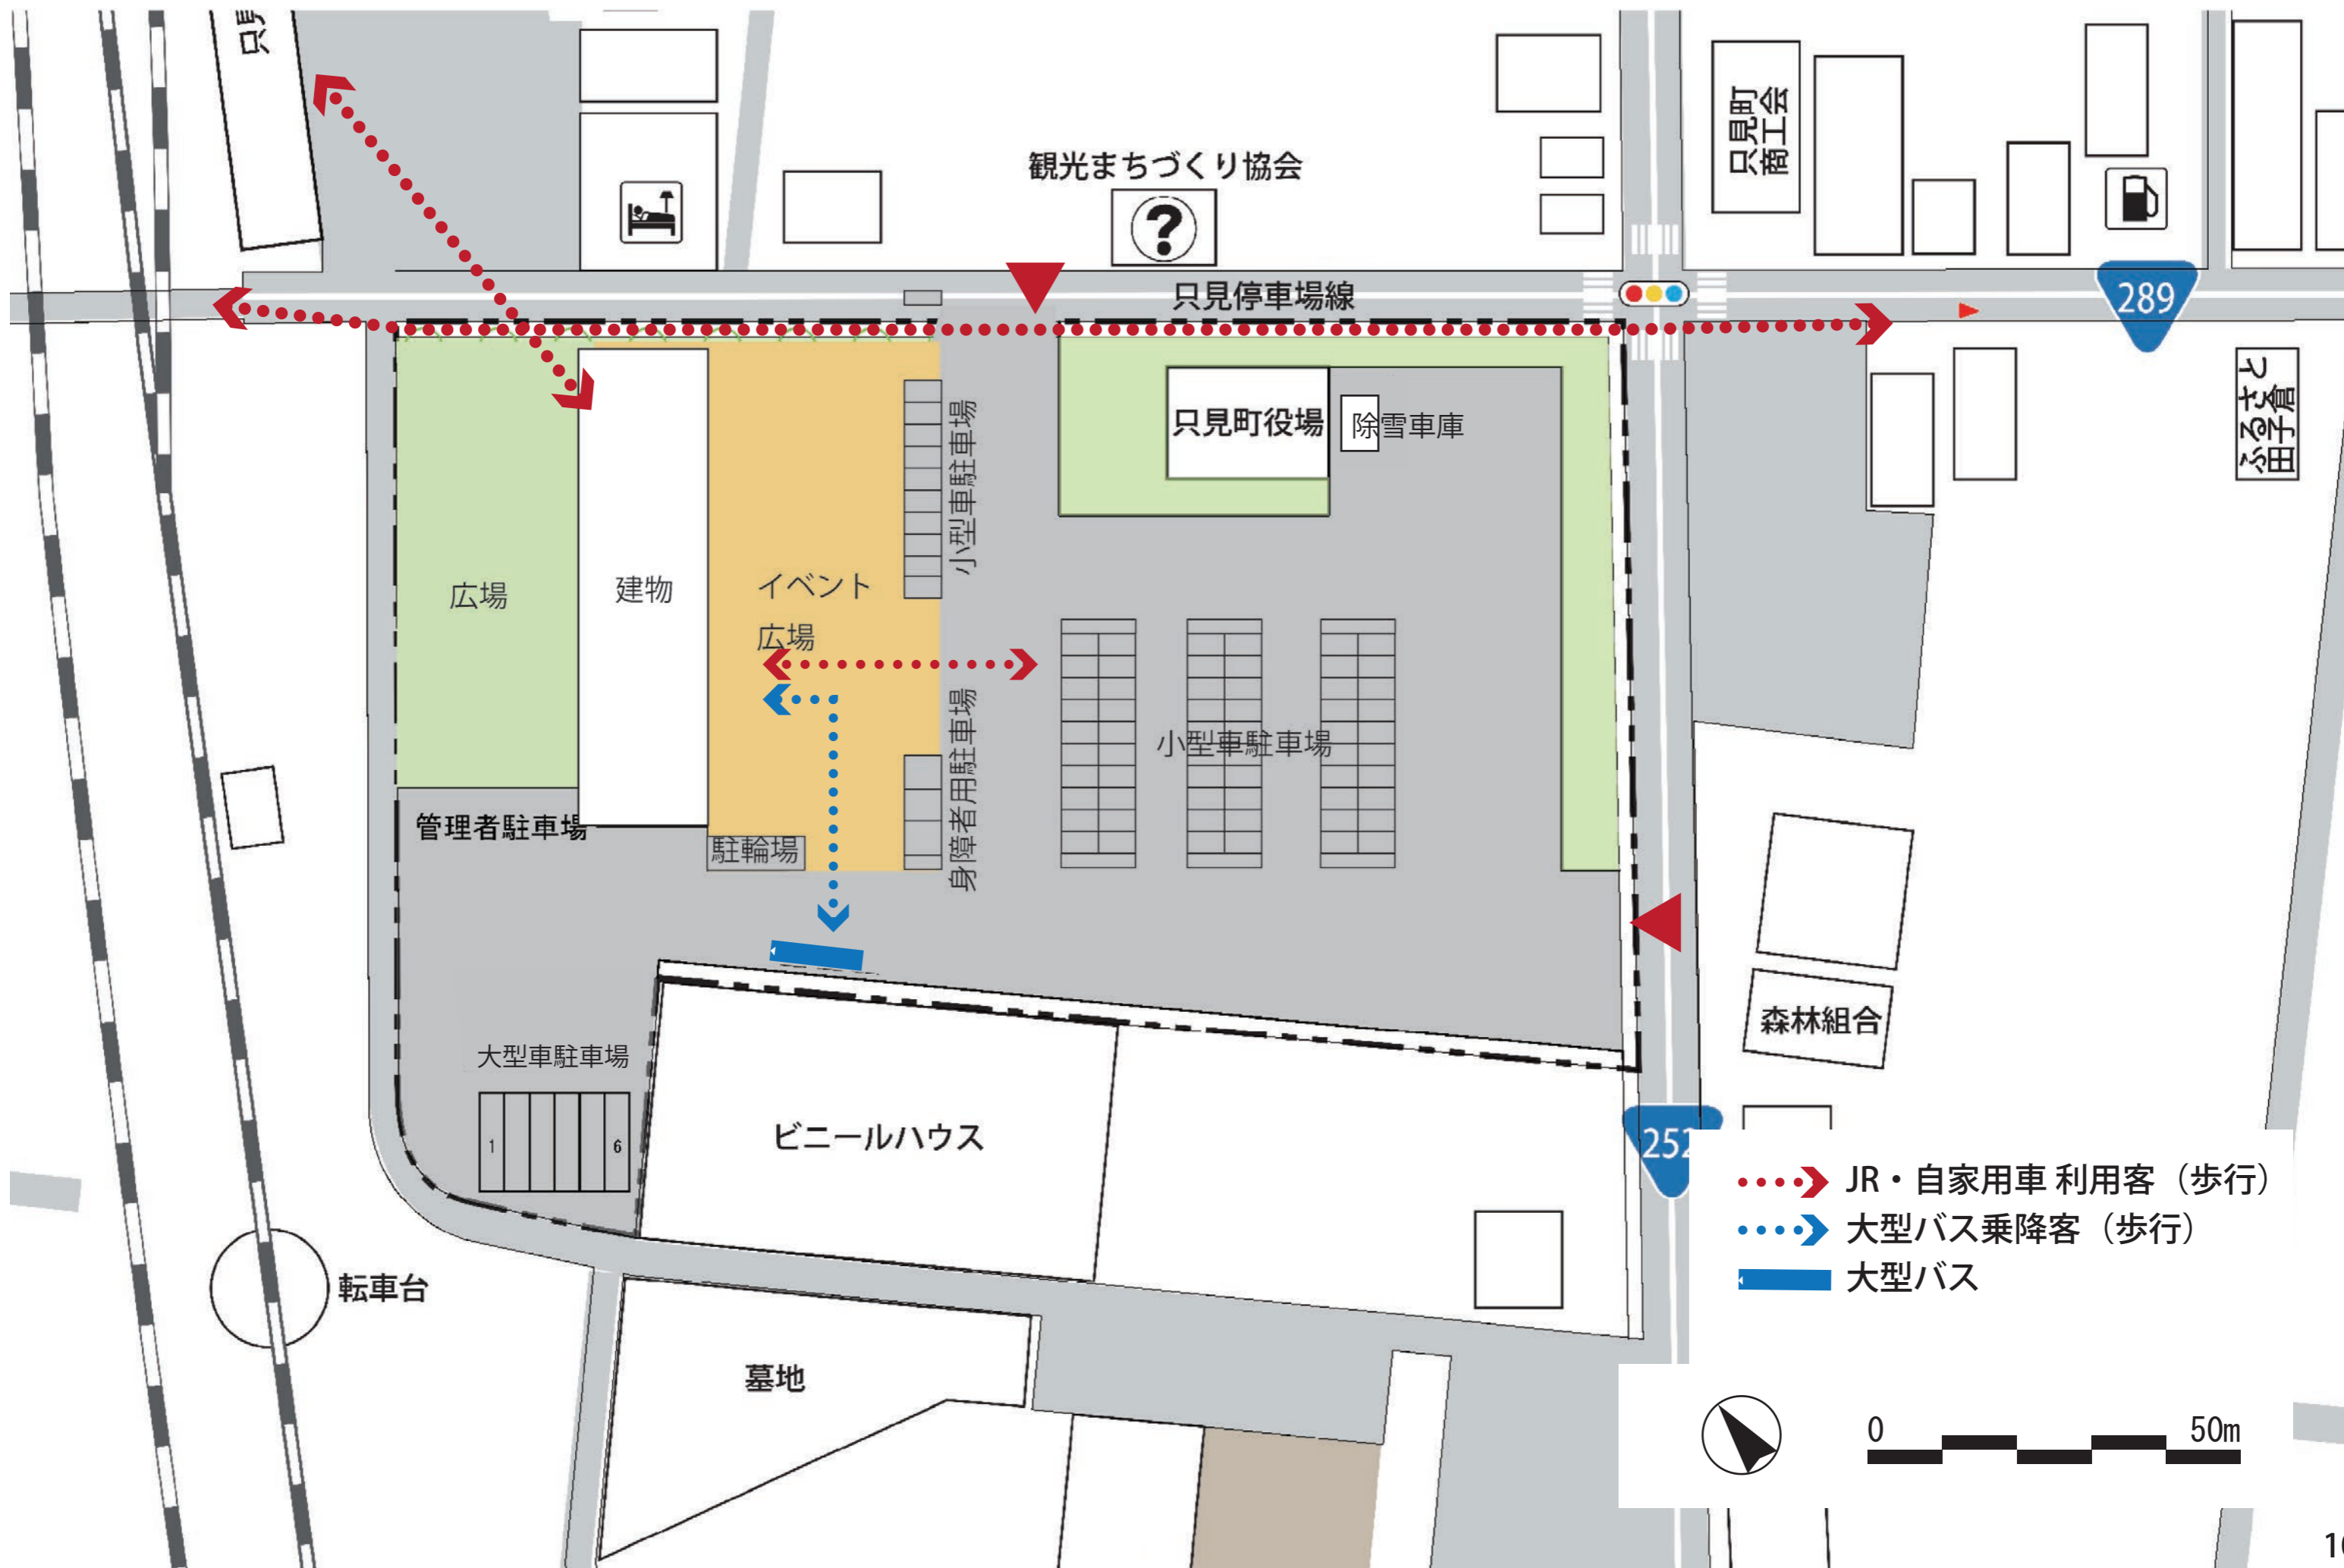 只見
観光まちづくり協会
?
只見町
商工会
只見停車場線
289
ふるさと
田子倉
只見町役場
除雪車庫
小型車駐車場
広場
建物
イベント
広場
小型車駐車場
身障者用駐車場
管理者駐車場
駐輪場
森林組合
大型車駐車場
1
6
ビニールハウス
252
JR・自家用車 利用客（歩行）
大型バス乗降客（歩行）
大型バス
転車台
墓地
0
50m